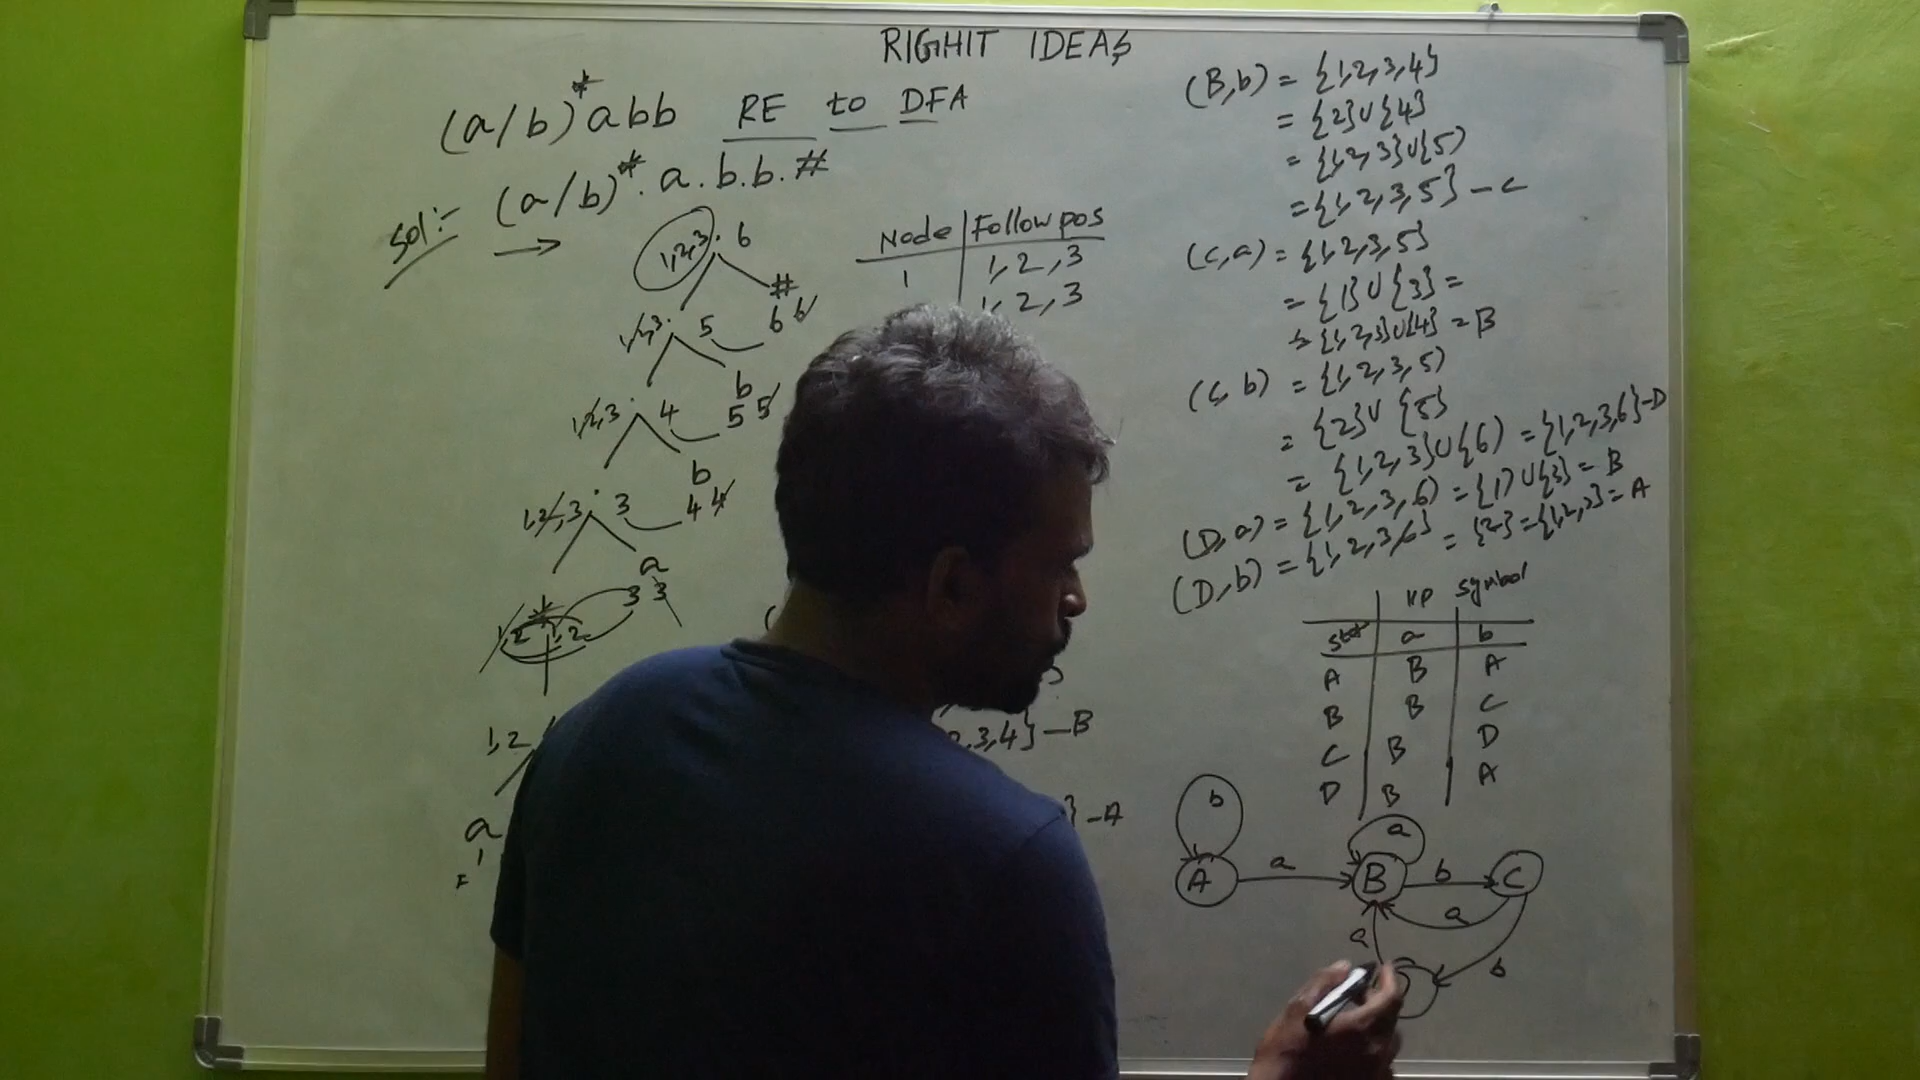 RIGHIT IDEAS
(a/b)*abb RE to DFA
Sol:- (a/b)*.a.b.b.#
→
1,2,3 . 6
#
1,2,3 . 5
6 6
b
1,2,3 . 4
5 5
b
1,2,3 . 3
4 4
a
*
3 3
1,2 1,2
1,2
a
1
Node Followpos
1 1,2,3
1,2,3
2,3,4} — B
} - A
(B,b) = {1,2,3,4}
= {2}∪{4}
= {1,2,3}∪{5}
= {1,2,3,5} - C
(C,a) = {1,2,3,5}
= {1}∪{3} =
= {1,2,3}∪{4} = B
(C,b) = {1,2,3,5}
= {2}∪{5}
= {1,2,3}∪{6} = {1,2,3,6}-D
(D,a) = {1,2,3,6} = {1}∪{3} = B
(D,b) = {1,2,3,6} = {2} = {1,2,3} = A
I/P symbol
a b
A B A
B B C
C B D
D B A
b
a
A a B b C
a
a
b